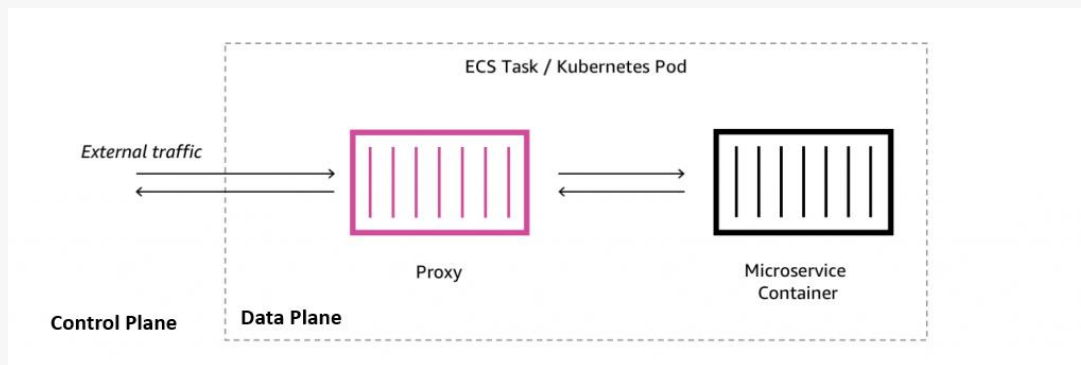 ECS Task / Kubernetes Pod
External traffic
Proxy
Microservice
Container
Control Plane
Data Plane